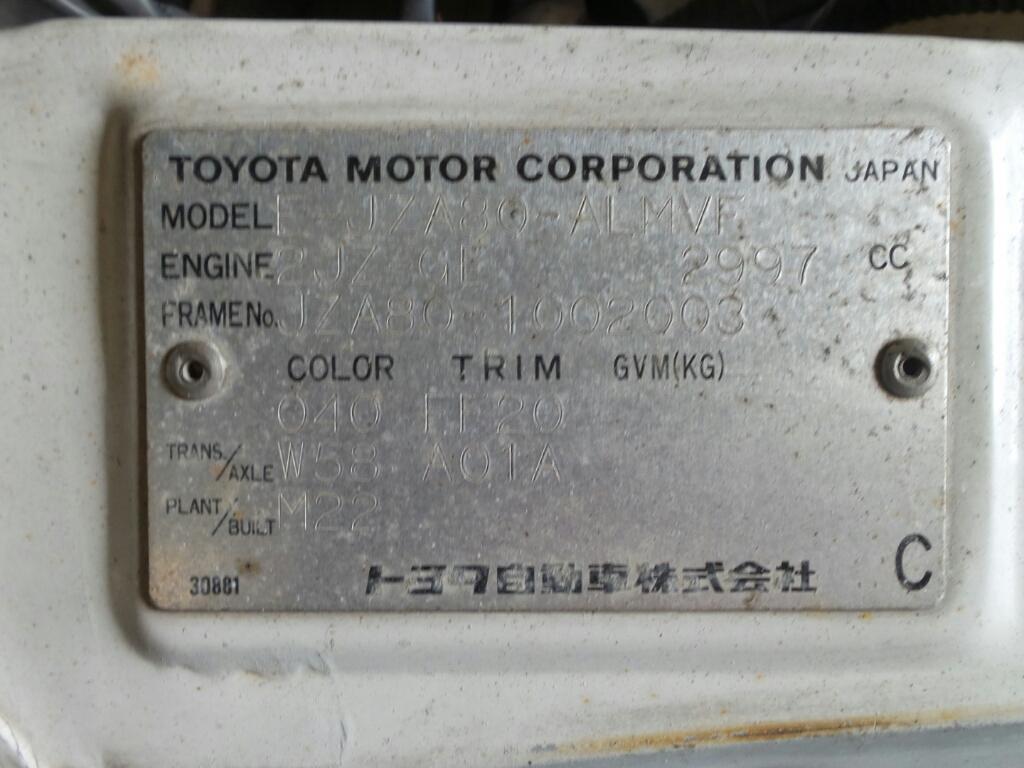 TOYOTA MOTOR CORPORATION JAPAN
MODEL E-JZA80-ALMVF
ENGINE 2JZ-GE 2997 CC
FRAME No. JZA80-1002003
COLOR TRIM GVM(KG)
040 FF20
TRANS/AXLE W58 A01A
PLANT/BUILT M22
30881 トヨタ自動車株式会社 C